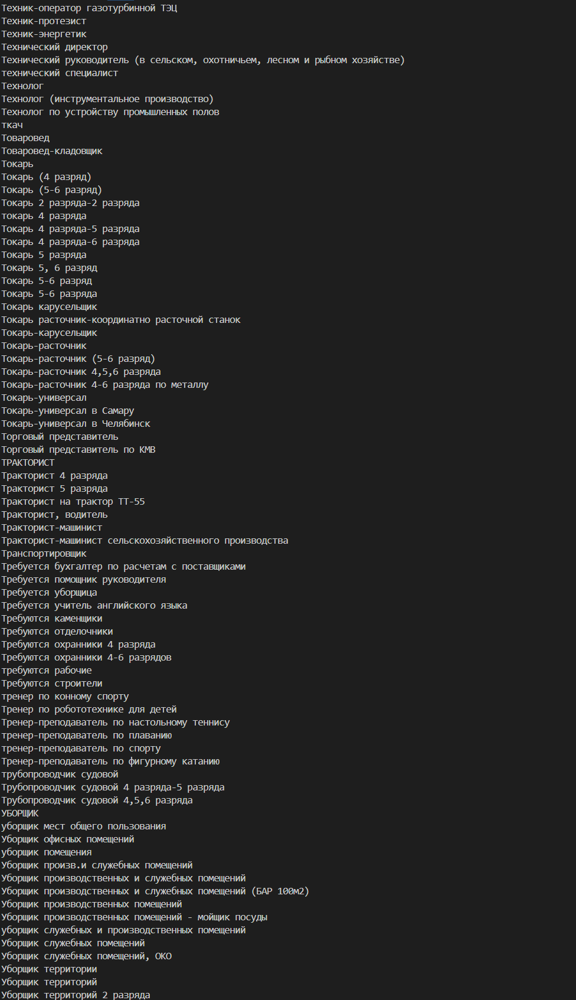 Техник-оператор газотурбинной ТЭЦ
Техник-протезист
Техник-энергетик
Технический директор
Технический руководитель (в сельском, охотничьем, лесном и рыбном хозяйстве)
технический специалист
Технолог
Технолог (инструментальное производство)
Технолог по устройству промышленных полов
ткач
Товаровед
Товаровед-кладовщик
Токарь
Токарь (4 разряд)
Токарь (5-6 разряд)
Токарь 2 разряда-2 разряда
токарь 4 разряда
Токарь 4 разряда-5 разряда
Токарь 4 разряда-6 разряда
Токарь 5 разряда
Токарь 5, 6 разряд
Токарь 5-6 разряд
Токарь 5-6 разряда
Токарь карусельщик
Токарь расточник-координатно расточной станок
Токарь-карусельщик
Токарь-расточник
Токарь-расточник (5-6 разряд)
Токарь-расточник 4,5,6 разряда
Токарь-расточник 4-6 разряда по металлу
Токарь-универсал
Токарь-универсал в Самару
Токарь-универсал в Челябинск
Торговый представитель
Торговый представитель по КМВ
ТРАКТОРИСТ
Тракторист 4 разряда
Тракторист 5 разряда
Тракторист на трактор ТТ-55
Тракторист, водитель
Тракторист-машинист
Тракторист-машинист сельскохозяйственного производства
Транспортировщик
Требуется бухгалтер по расчетам с поставщиками
Требуется помощник руководителя
Требуется уборщица
Требуется учитель английского языка
Требуются каменщики
Требуются отделочники
Требуются охранники 4 разряда
Требуются охранники 4-6 разрядов
требуются рабочие
Требуются строители
тренер по конному спорту
Тренер по робототехнике для детей
Тренер-преподаватель по настольному теннису
тренер-преподаватель по плаванию
тренер-преподаватель по спорту
Тренер-преподаватель по фигурному катанию
трубопроводчик судовой
Трубопроводчик судовой 4 разряда-5 разряда
Трубопроводчик судовой 4,5,6 разряда
УБОРЩИК
уборщик мест общего пользования
Уборщик офисных помещений
уборщик помещения
Уборщик произв.и служебных помещений
Уборщик производственных и служебных помещений
Уборщик производственных и служебных помещений (БАР 100м2)
Уборщик производственных помещений
Уборщик производственных помещений - мойщик посуды
уборщик служебных и производственных помещений
Уборщик служебных помещений
Уборщик служебных помещений, ОКО
Уборщик территории
Уборщик территорий
Уборщик территорий 2 разряда